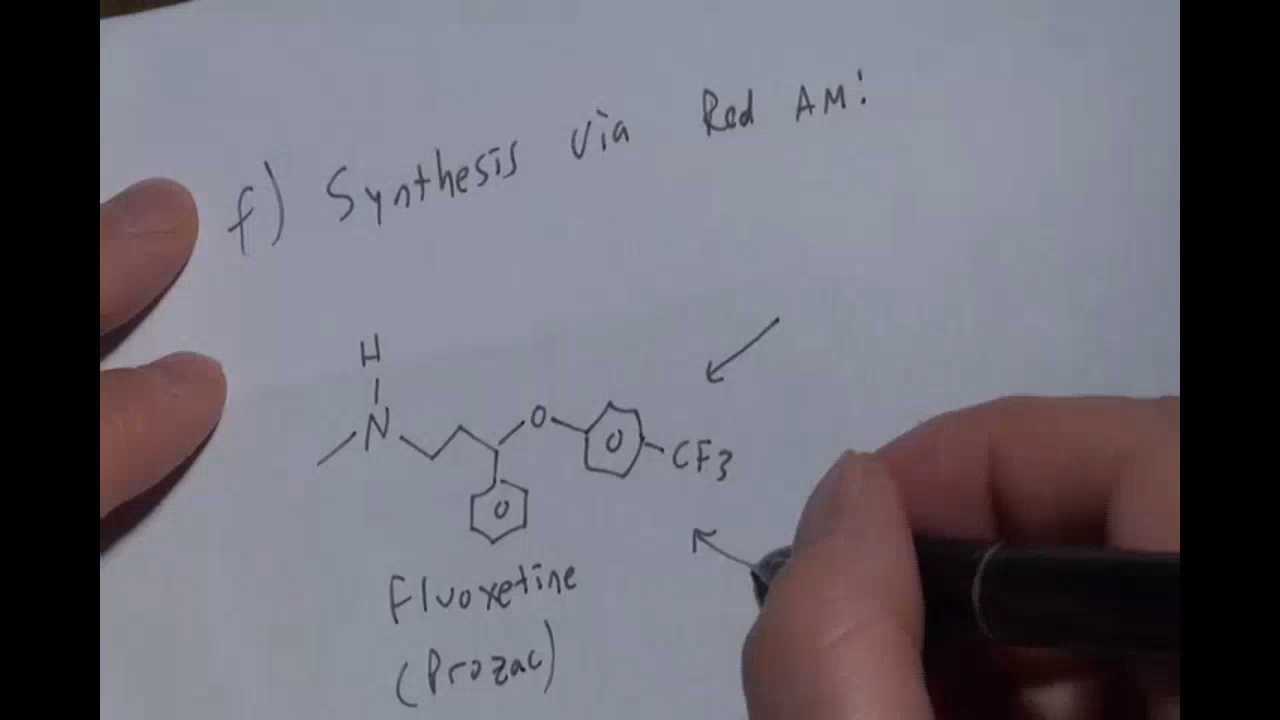 f) Synthesis via Red AM:
H
N
O
CF3
Fluoxetine
(Prozac)